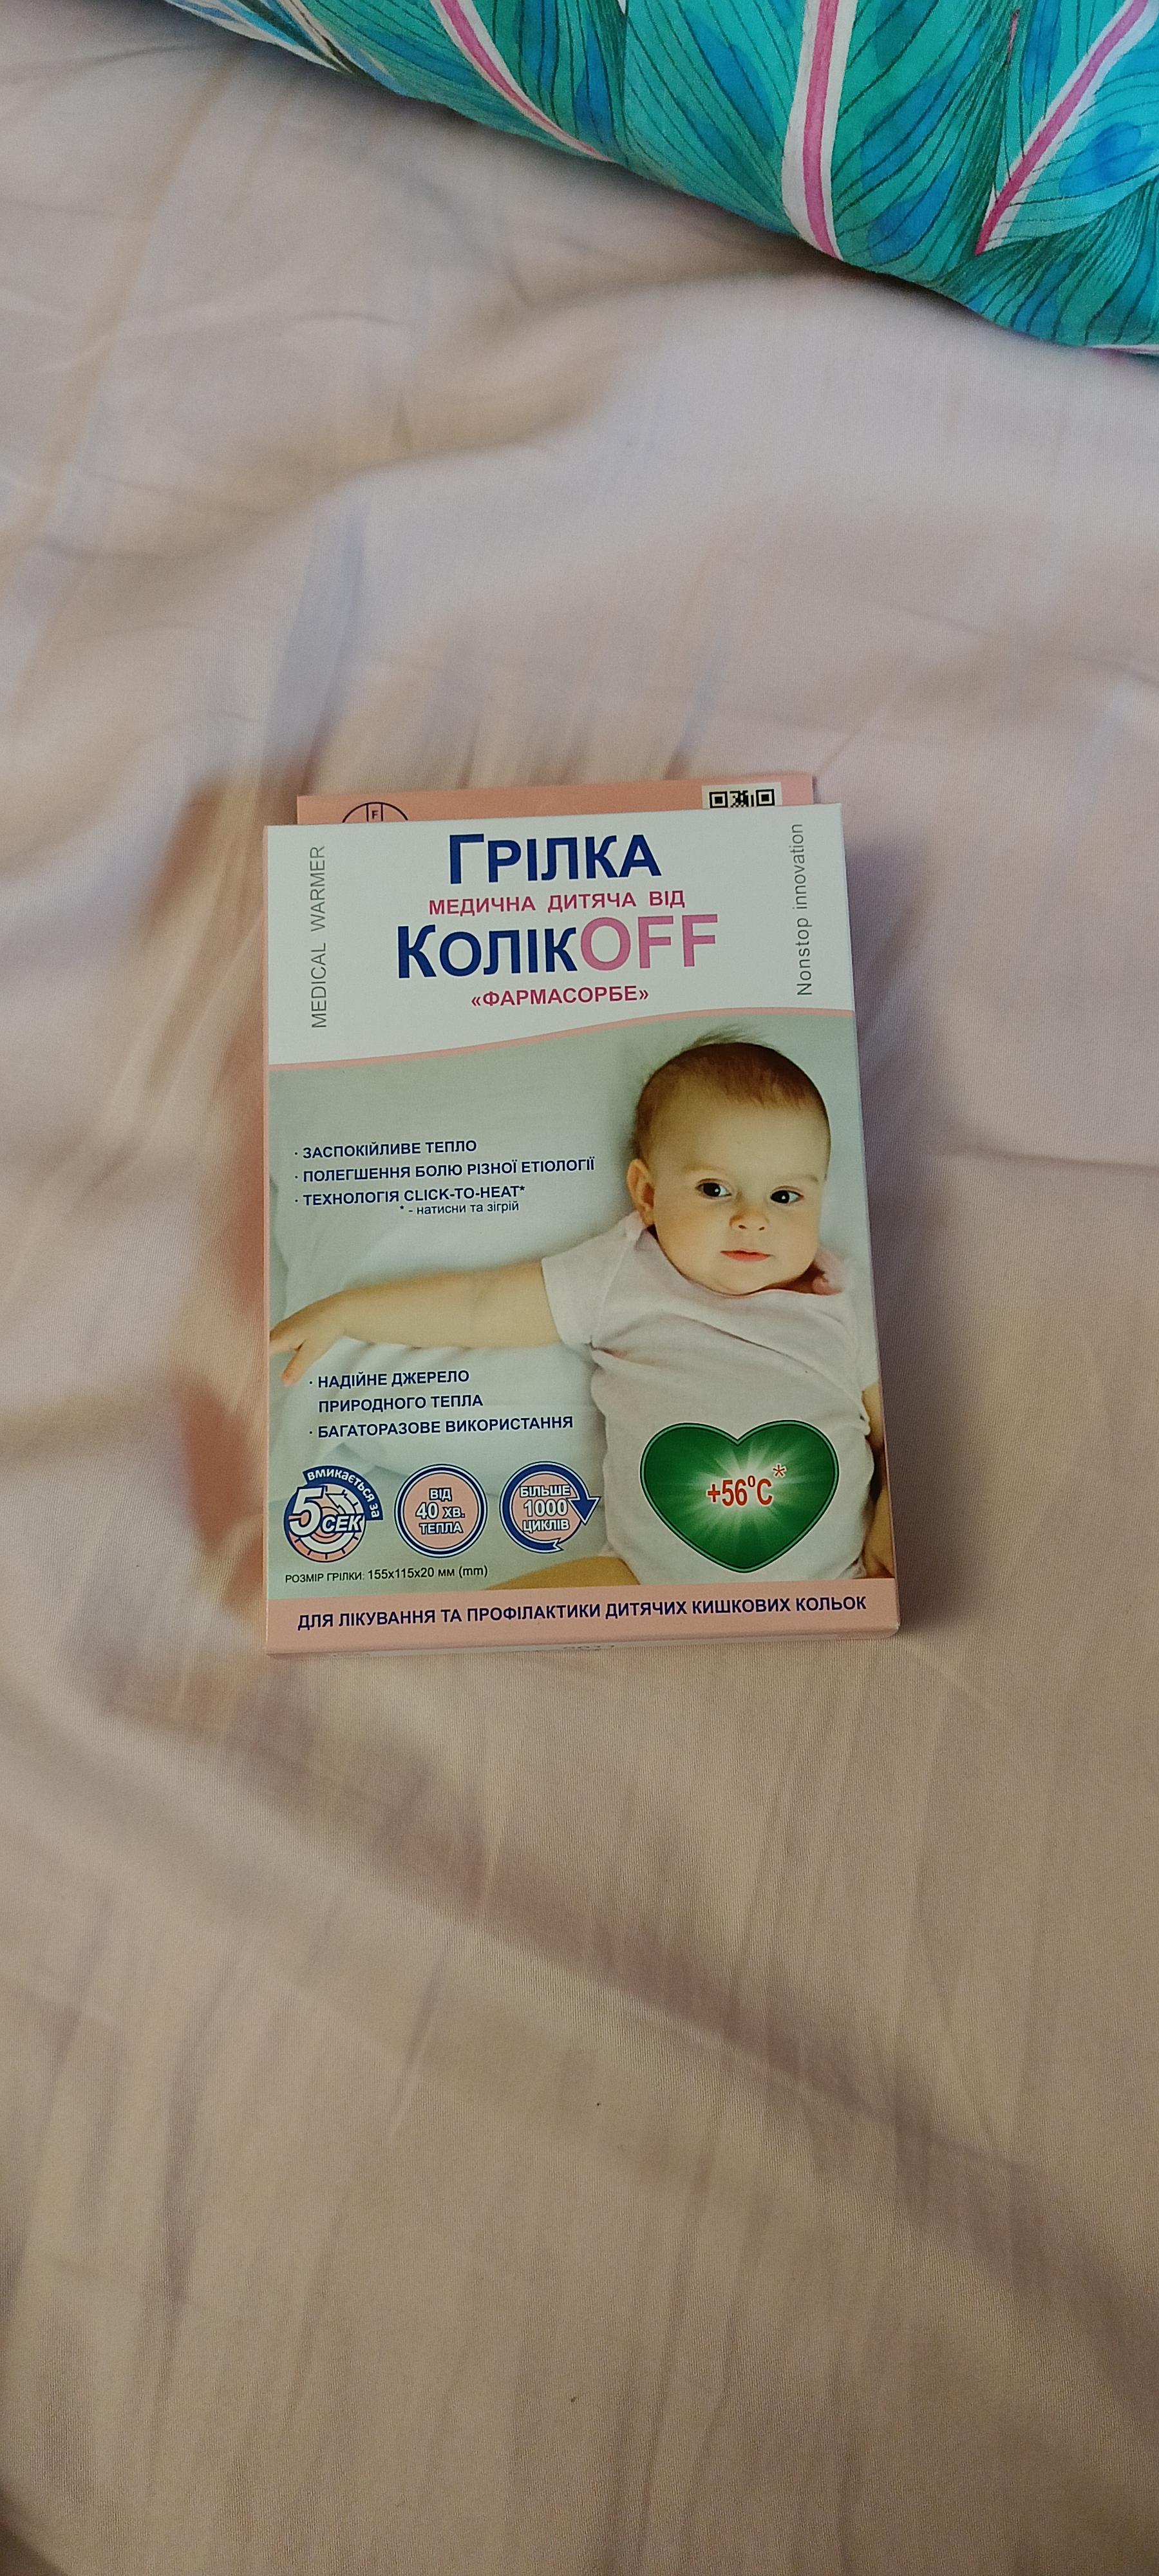 F
ГРІЛКА
МЕДИЧНА ДИТЯЧА ВІД
КОЛІКOFF
«ФАРМАСОРБЕ»
MEDICAL WARMER
Nonstop innovation
· ЗАСПОКІЙЛИВЕ ТЕПЛО
· ПОЛЕГШЕННЯ БОЛЮ РІЗНОЇ ЕТІОЛОГІЇ
· ТЕХНОЛОГІЯ CLICK-TO-HEAT*
* - натисни та зігрій
· НАДІЙНЕ ДЖЕРЕЛО
ПРИРОДНОГО ТЕПЛА
· БАГАТОРАЗОВЕ ВИКОРИСТАННЯ
вмикається за
5 СЕК
ВІД
40 ХВ.
ТЕПЛА
БІЛЬШЕ
1000
ЦИКЛІВ
+56°C*
РОЗМІР ГРІЛКИ: 155x115x20 мм (mm)
ДЛЯ ЛІКУВАННЯ ТА ПРОФІЛАКТИКИ ДИТЯЧИХ КИШКОВИХ КОЛЬОК